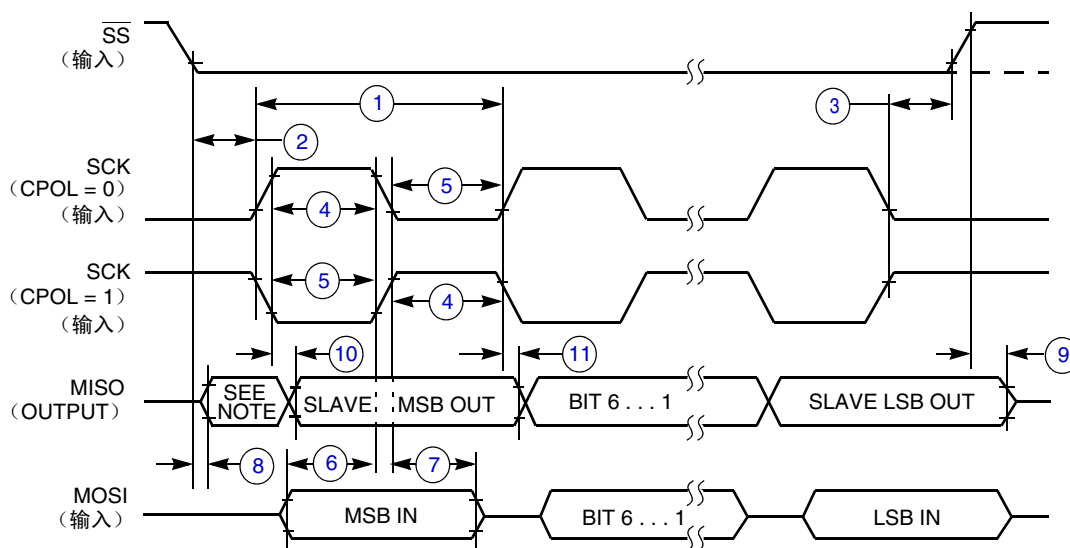 SS
（输入）
1
3
2
SCK
（CPOL = 0）
（输入）
5
4
SCK
（CPOL = 1）
（输入）
5
4
10
11
9
MISO
（OUTPUT）
SEE
NOTE
SLAVE
MSB OUT
BIT 6 . . . 1
SLAVE LSB OUT
8
6
7
MOSI
（输入）
MSB IN
BIT 6 . . . 1
LSB IN